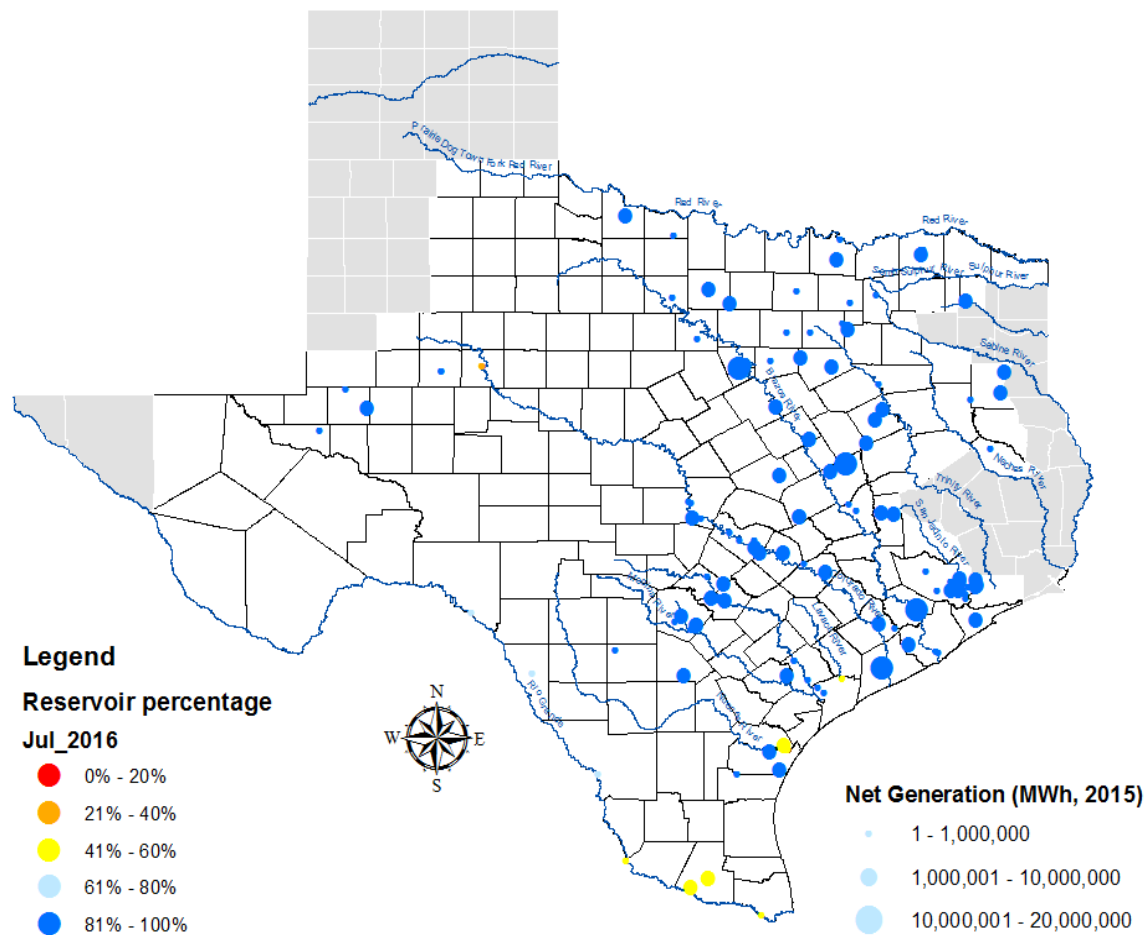 Prairie Dog Town Fork Red River
Red River
Red River
South Sulphur River
Sulphur River
Sabine River
Brazos River
Neches River
Trinity River
San Jacinto River
Colorado River
Lavaca River
Nueces River
Rio Grande
N
W
E
S
Legend
Reservoir percentage
Jul_2016
0% - 20%
21% - 40%
41% - 60%
61% - 80%
81% - 100%
Net Generation (MWh, 2015)
1 - 1,000,000
1,000,001 - 10,000,000
10,000,001 - 20,000,000